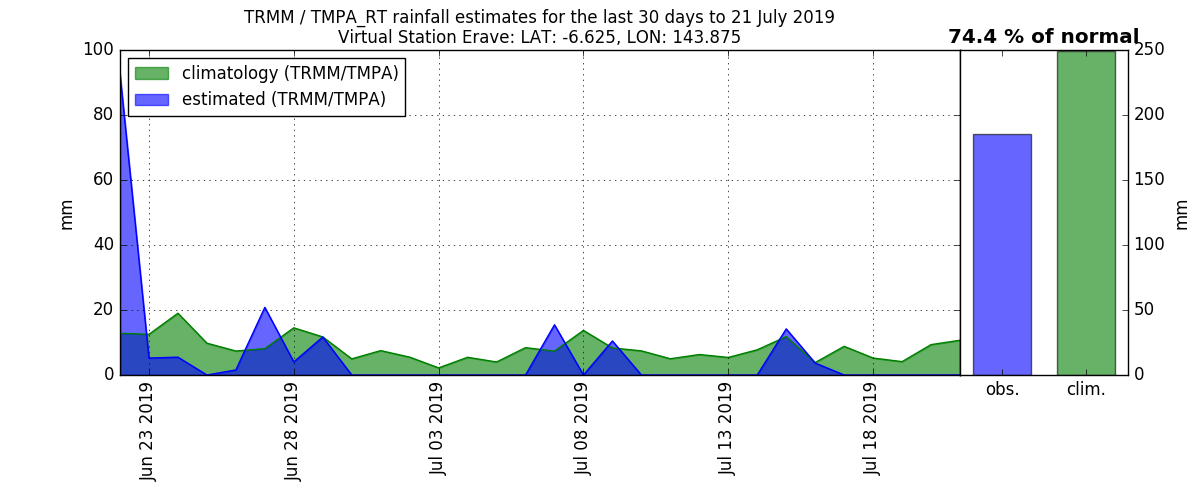 TRMM / TMPA_RT rainfall estimates for the last 30 days to 21 July 2019
Virtual Station Erave: LAT: -6.625, LON: 143.875
74.4 % of normal
climatology (TRMM/TMPA)
estimated (TRMM/TMPA)
100
80
60
40
20
0
mm
Jun 23 2019
Jun 28 2019
Jul 03 2019
Jul 08 2019
Jul 13 2019
Jul 18 2019
250
200
150
100
50
0
mm
obs.
clim.